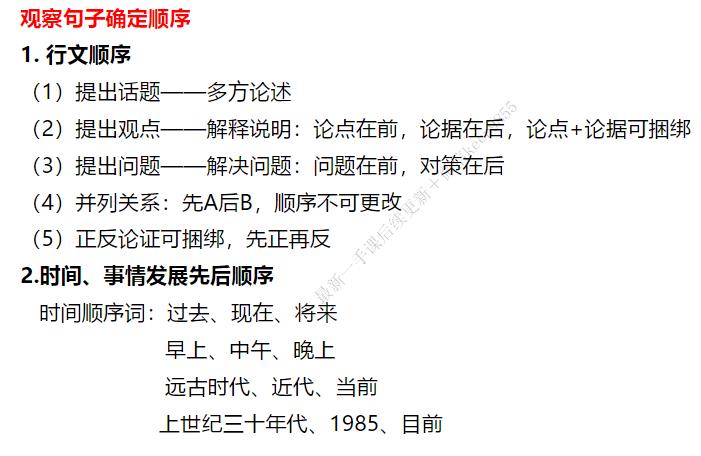 观察句子确定顺序
1. 行文顺序
（1）提出话题——多方论述
（2）提出观点——解释说明：论点在前，论据在后，论点+论据可捆绑
（3）提出问题——解决问题：问题在前，对策在后
（4）并列关系：先A后B，顺序不可更改
（5）正反论证可捆绑，先正再反
2.时间、事情发展先后顺序
时间顺序词：过去、现在、将来
早上、中午、晚上
远古时代、近代、当前
上世纪三十年代、1985、目前
最新一手课后续更新＋